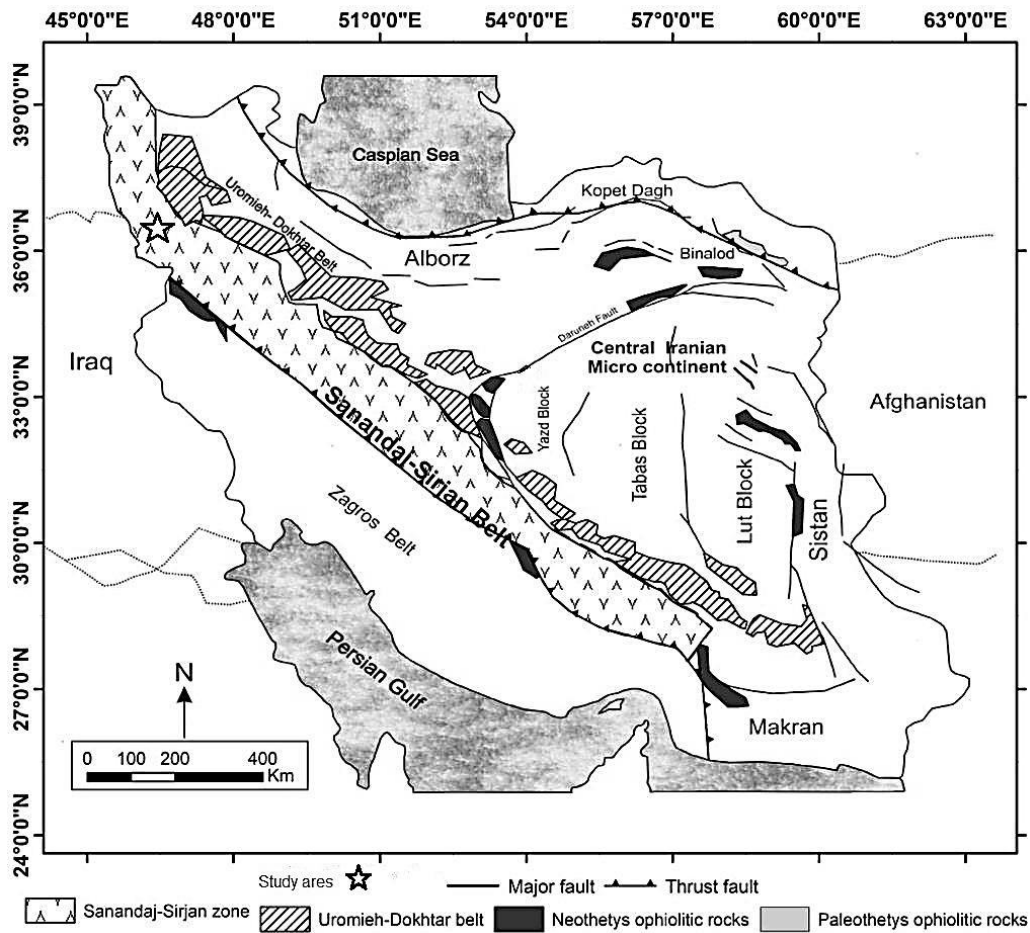 45°0'0"E 48°0'0"E 51°0'0"E 54°0'0"E 57°0'0"E 60°0'0"E 63°0'0"E
39°0'0"N
36°0'0"N
33°0'0"N
30°0'0"N
27°0'0"N
24°0'0"N
Caspian Sea
Kopet Dagh
Uromieh- Dokhtar Belt
Alborz
Binalod
Daruneh Fault
Iraq
Central Iranian
Micro continent
Afghanistan
Sanandal-Sirjan Belt
Yazd Block
Tabas Block
Lut Block
Sistan
Zagros Belt
Persian Gulf
Makran
N
0 100 200 400
Km
Study ares Major fault Thrust fault
Sanandaj-Sirjan zone Uromieh-Dokhtar belt Neothetys ophiolitic rocks Paleothetys ophiolitic rocks